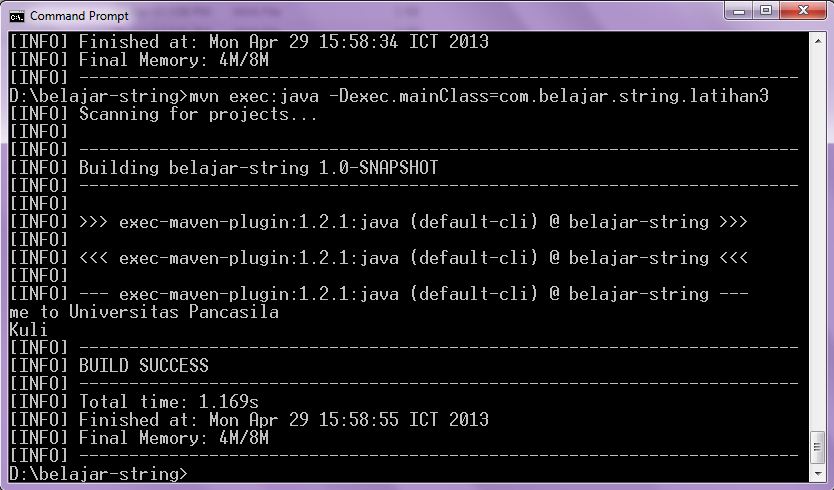 Command Prompt
[INFO] Finished at: Mon Apr 29 15:58:34 ICT 2013
[INFO] Final Memory: 4M/8M
[INFO] ------------------------------------------------------------------------
D:\belajar-string>mvn exec:java -Dexec.mainClass=com.belajar.string.latihan3
[INFO] Scanning for projects...
[INFO]
[INFO] ------------------------------------------------------------------------
[INFO] Building belajar-string 1.0-SNAPSHOT
[INFO] ------------------------------------------------------------------------
[INFO]
[INFO] >>> exec-maven-plugin:1.2.1:java (default-cli) @ belajar-string >>>
[INFO]
[INFO] <<< exec-maven-plugin:1.2.1:java (default-cli) @ belajar-string <<<
[INFO]
[INFO] --- exec-maven-plugin:1.2.1:java (default-cli) @ belajar-string ---
me to Universitas Pancasila
Kuli
[INFO] ------------------------------------------------------------------------
[INFO] BUILD SUCCESS
[INFO] ------------------------------------------------------------------------
[INFO] Total time: 1.169s
[INFO] Finished at: Mon Apr 29 15:58:55 ICT 2013
[INFO] Final Memory: 4M/8M
[INFO] ------------------------------------------------------------------------
D:\belajar-string>